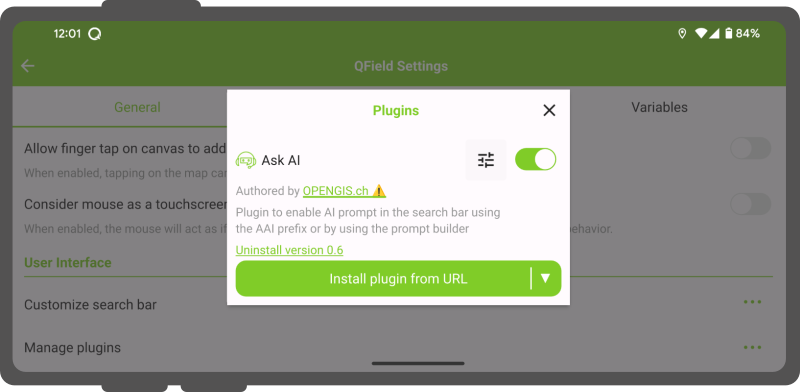 12:01
84%
QField Settings
General
Variables
Plugins
Allow finger tap on canvas to add
When enabled, tapping on the map can
Ask AI
Authored by OPENGIS.ch ⚠
Plugin to enable AI prompt in the search bar using
the AAI prefix or by using the prompt builder
Uninstall version 0.6
Install plugin from URL
Consider mouse as a touchscreen
When enabled, the mouse will act as if
behavior.
User Interface
Customize search bar
Manage plugins